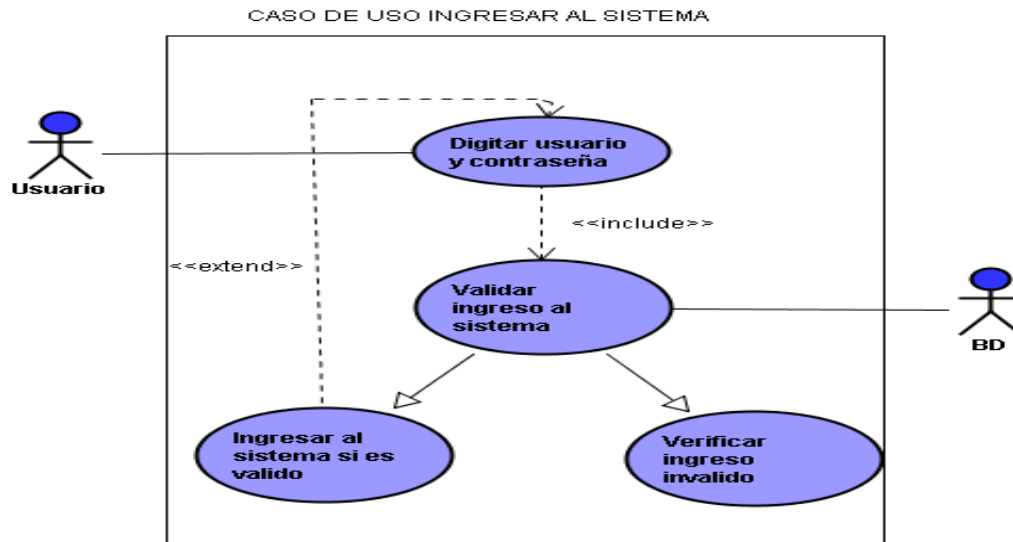 CASO DE USO INGRESAR AL SISTEMA
Digitar usuario
y contraseña
Usuario
<<include>>
<<extend>>
Validar
ingreso al
sistema
BD
Ingresar al
sistema si es
valido
Verificar
ingreso
invalido